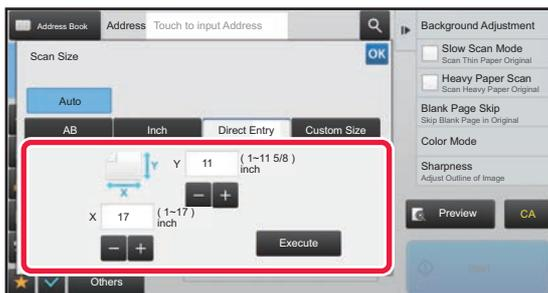 Address Book
Address
Touch to input Address
Scan Size
OK
Auto
AB
Inch
Direct Entry
Custom Size
Y
Y 11 ( 1~11 5/8 ) inch
X
X 17 ( 1~17 ) inch
Execute
Others
Background Adjustment
Slow Scan Mode
Scan Thin Paper Original
Heavy Paper Scan
Scan Heavy Paper Original
Blank Page Skip
Skip Blank Page in Original
Color Mode
Sharpness
Adjust Outline of Image
Preview
CA